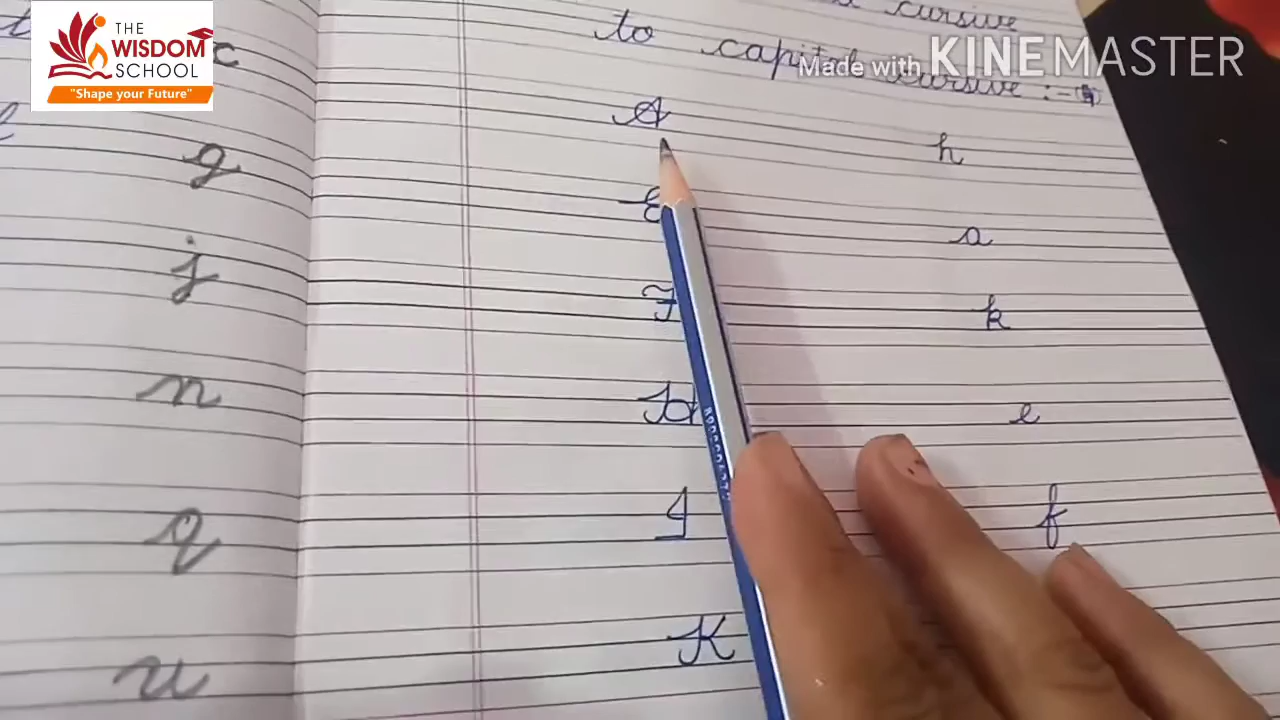 THE
WISDOM
SCHOOL
"Shape your Future"
Made with KINEMASTER
cursive
to capital cursive :-
c
g
j
n
q
u
A h
E a
F k
H e
I f
K